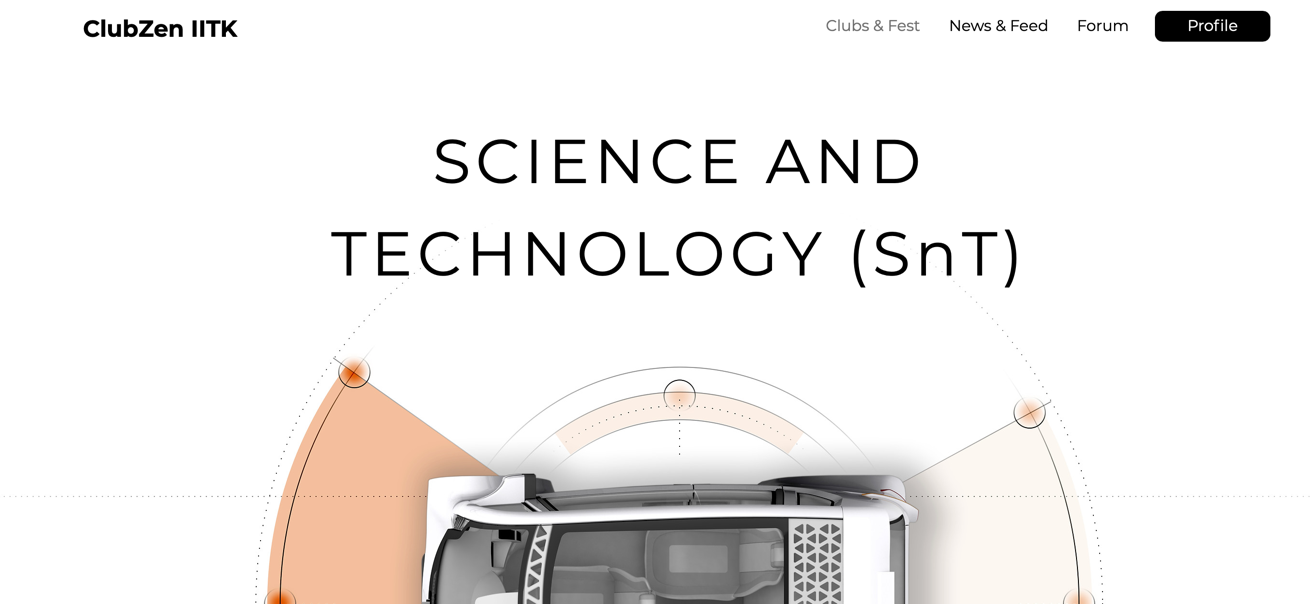 ClubZen IITK
Clubs & Fest News & Feed Forum Profile
SCIENCE AND
TECHNOLOGY (SnT)